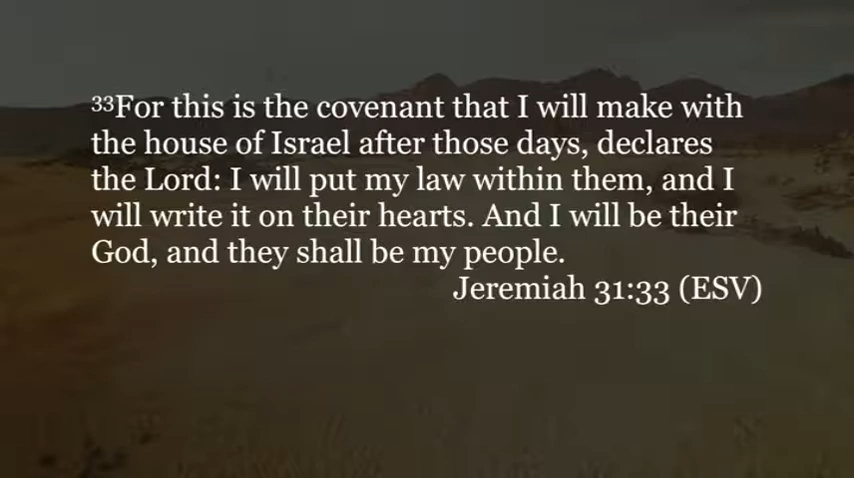 ³³For this is the covenant that I will make with
the house of Israel after those days, declares
the Lord: I will put my law within them, and I
will write it on their hearts. And I will be their
God, and they shall be my people.
Jeremiah 31:33 (ESV)